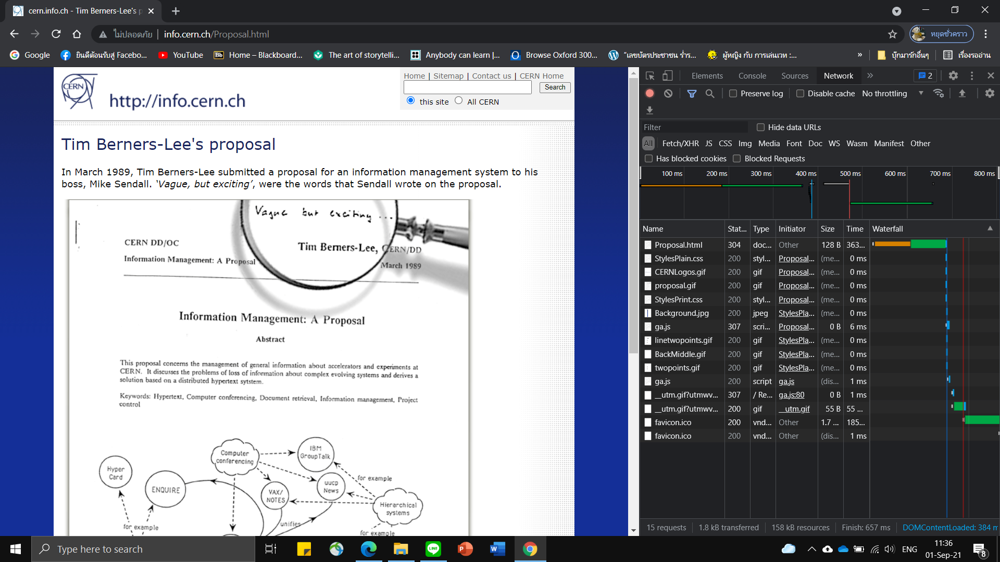 cern.info.ch - Tim Berners-Lee's p
ไม่ปลอดภัย | info.cern.ch/Proposal.html
หยุดชั่วคราว
Google
ยินดีต้อนรับสู่ Facebo...
YouTube
Bb Home – Blackboard...
The art of storytelli...
Anybody can learn |...
Browse Oxford 300...
"เลขบัตรประชาชน ร่ำร...
ผู้หญิง กับ การเล่นเวท :...
»
บุ๊กมาร์กอื่นๆ
เรื่องรออ่าน
CERN
http://info.cern.ch
Home | Sitemap | Contact us | CERN Home
Search
this site All CERN
Tim Berners-Lee's proposal
In March 1989, Tim Berners-Lee submitted a proposal for an information management system to his
boss, Mike Sendall. 'Vague, but exciting', were the words that Sendall wrote on the proposal.
Vague but exciting ...
CERN DD/OC
Tim Berners-Lee, CERN/DD
Information Management: A Proposal
March 1989
Information Management: A Proposal
Abstract
This proposal concerns the management of general information about accelerators and experiments at
CERN. It discusses the problems of loss of information about complex evolving systems and derives a
solution based on a distributed hypertext sytstem.
Keywords: Hypertext, Computer conferencing, Document retrieval, Information management, Project
control
Computer
conferencing
IBM
GroupTalk
Hyper
Card
ENQUIRE
VAX/
NOTES
uucp
News
for example
Hierarchical
systems
for example
unifies
for example
Elements Console Sources Network » 2
Preserve log Disable cache No throttling
Filter Hide data URLs
All Fetch/XHR JS CSS Img Media Font Doc WS Wasm Manifest Other
Has blocked cookies Blocked Requests
100 ms 200 ms 300 ms 400 ms 500 ms 600 ms 700 ms 800 ms
Name Stat... Type Initiator Size Time Waterfall
Proposal.html 304 doc... Other 128 B 363...
StylesPlain.css 200 styl... Proposal... (me... 0 ms
CERNLogos.gif 200 gif Proposal... (me... 0 ms
proposal.gif 200 gif Proposal... (me... 0 ms
StylesPrint.css 200 styl... Proposal... (me... 0 ms
Background.jpg 200 jpeg StylesPla... (me... 0 ms
ga.js 307 scri... Proposal... 0 B 6 ms
linetwopoints.gif 200 gif StylesPla... (me... 0 ms
BackMiddle.gif 200 gif StylesPla... (me... 0 ms
twopoints.gif 200 gif StylesPla... (me... 0 ms
ga.js 200 script ga.js (dis... 1 ms
__utm.gif?utmwv... 307 / Re... ga.js:80 0 B 1 ms
__utm.gif?utmwv... 200 gif __utm.gif 55 B 55 ...
favicon.ico 200 vnd... Other 1.7 ... 185...
favicon.ico 200 vnd... Other (dis... 1 ms
15 requests 1.8 kB transferred 158 kB resources Finish: 657 ms DOMContentLoaded: 384 m
Type here to search
LINE
P
W
ENG
11:36
01-Sep-21
8